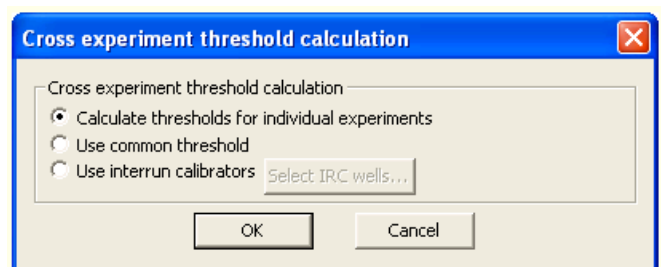 Cross experiment threshold calculation
Cross experiment threshold calculation
Calculate thresholds for individual experiments
Use common threshold
Use interrun calibrators Select IRC wells...
OK Cancel